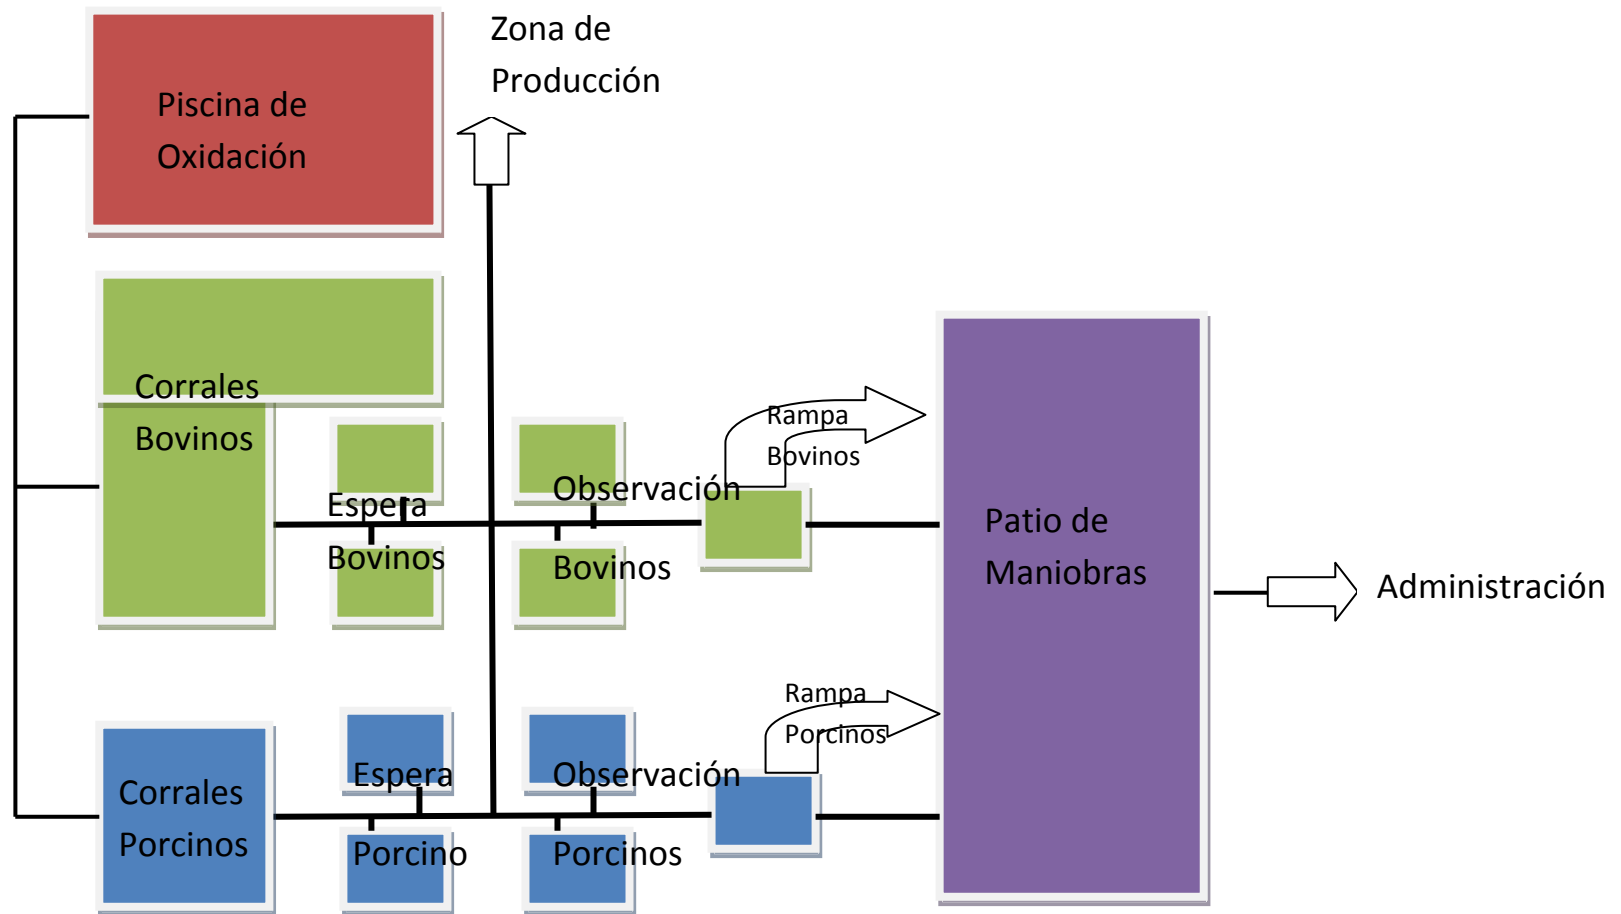 Zona de
Producción
Piscina de
Oxidación
Corrales
Bovinos
Espera
Bovinos
Observación
Bovinos
Rampa
Bovinos
Patio de
Maniobras
Administración
Corrales
Porcinos
Espera
Porcino
Observación
Porcinos
Rampa
Porcinos